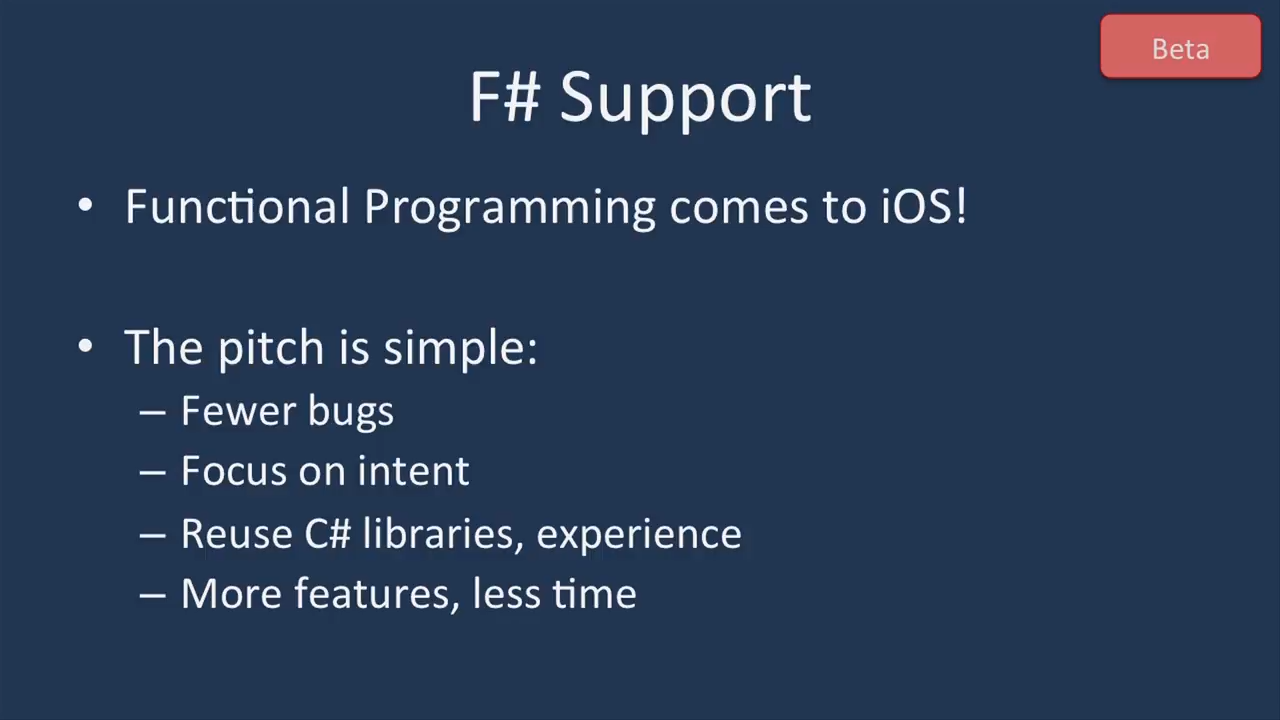 Beta
F# Support
• Functional Programming comes to iOS!
• The pitch is simple:
– Fewer bugs
– Focus on intent
– Reuse C# libraries, experience
– More features, less time